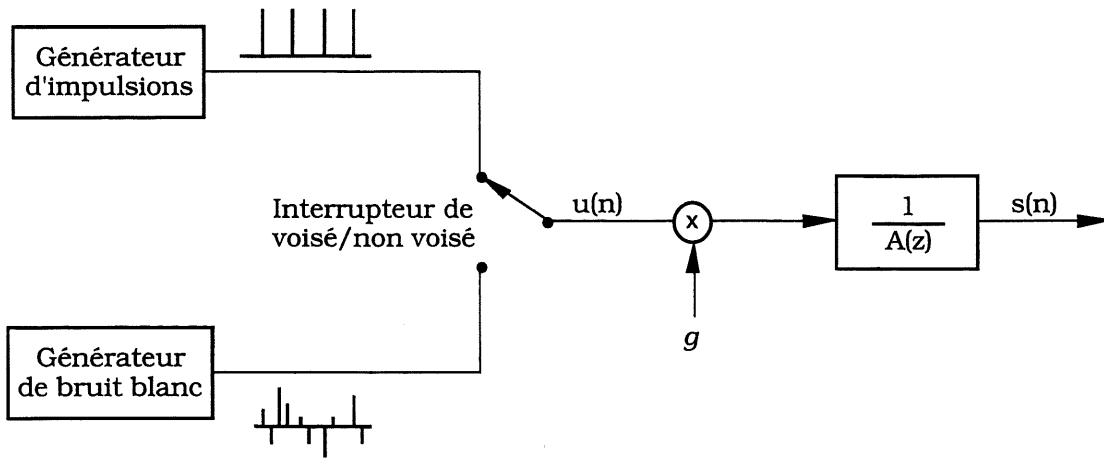 Générateur
d'impulsions
Interrupteur de
voisé/non voisé
u(n)
x
g
1
A(z)
s(n)
Générateur
de bruit blanc